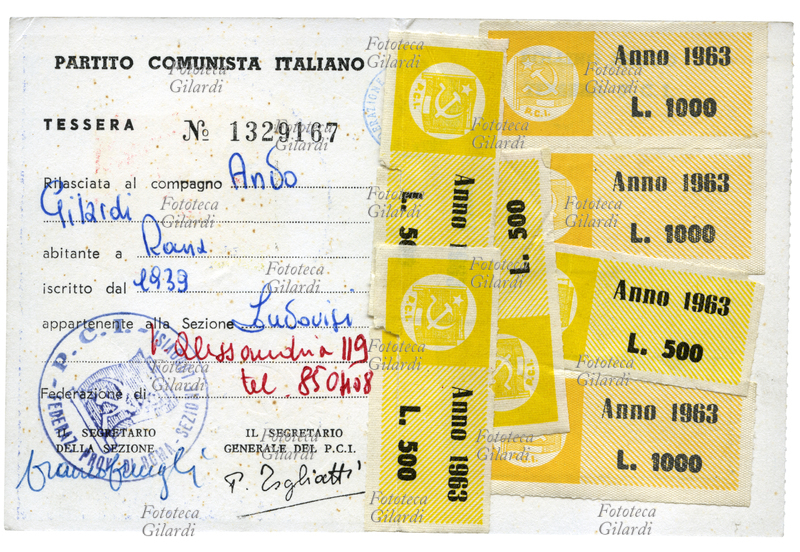 PARTITO COMUNISTA ITALIANO
TESSERA № 1329167
Rilasciata al compagno Ando
Gilardi
abitante a Roma
iscritto dal 1939
appartenente alla Sezione Ludovisi
V. Alessandria 119
Federazione di tel. 850408
IL SEGRETARIO
DELLA SEZIONE
IL SEGRETARIO
GENERALE DEL P.C.I.
P. Togliatti
P.C.I.
Anno 1963
L. 1000
Anno 1963
L. 1000
Anno 1963
L. 500
Anno 1963
L. 1000
L. 500
Anno 1963
L. 500
P.C.I.
P.C.I.
Fototeca
Gilardi